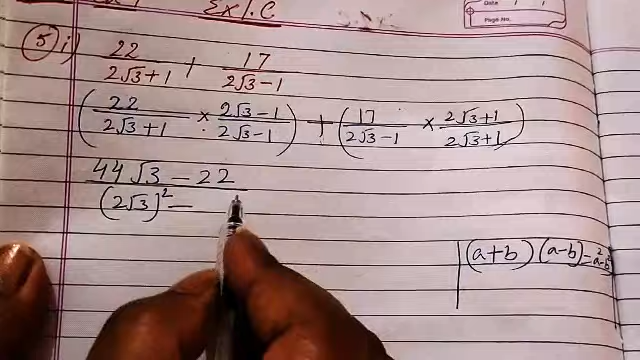 Ex 1.C
Date
Page No.
5 i) 22/(2√3+1) + 17/(2√3-1)
(22/(2√3+1) × (2√3-1)/(2√3-1)) + (17/(2√3-1) × (2√3+1)/(2√3+1))
(44√3 - 22)/((2√3)² -
(a+b)(a-b)=a²-b²